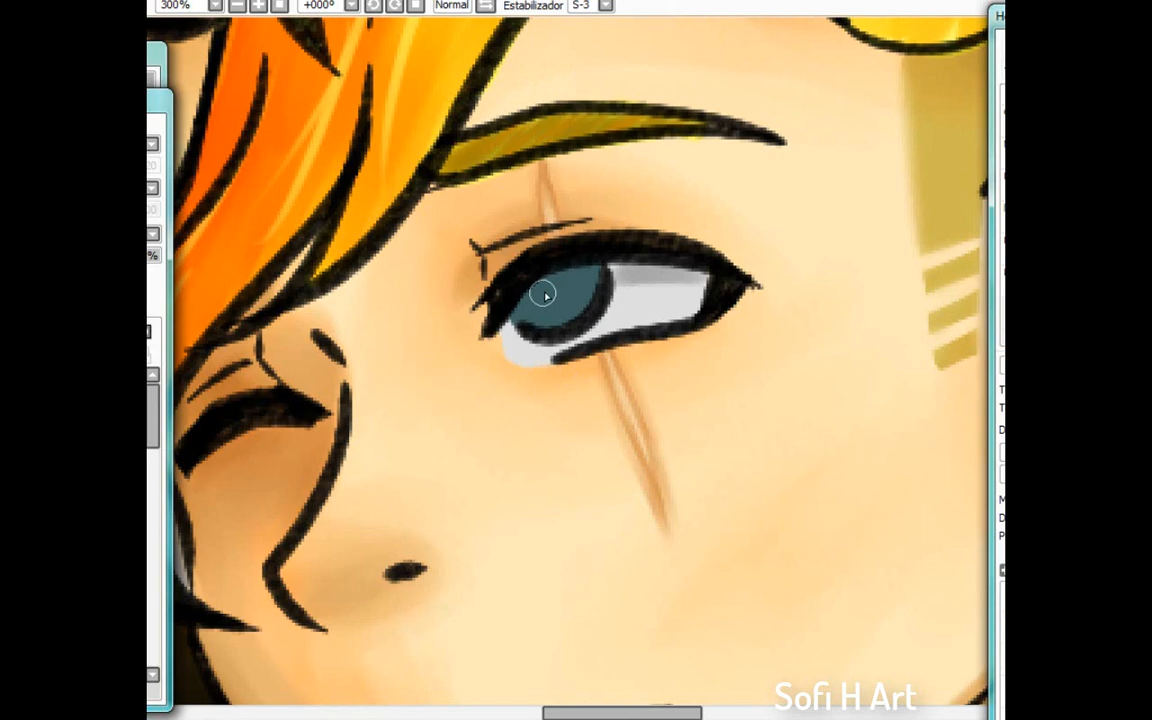 300% +000° Normal Estabilizador S-3
%
T
T
D
M
D
P
Sofi H Art